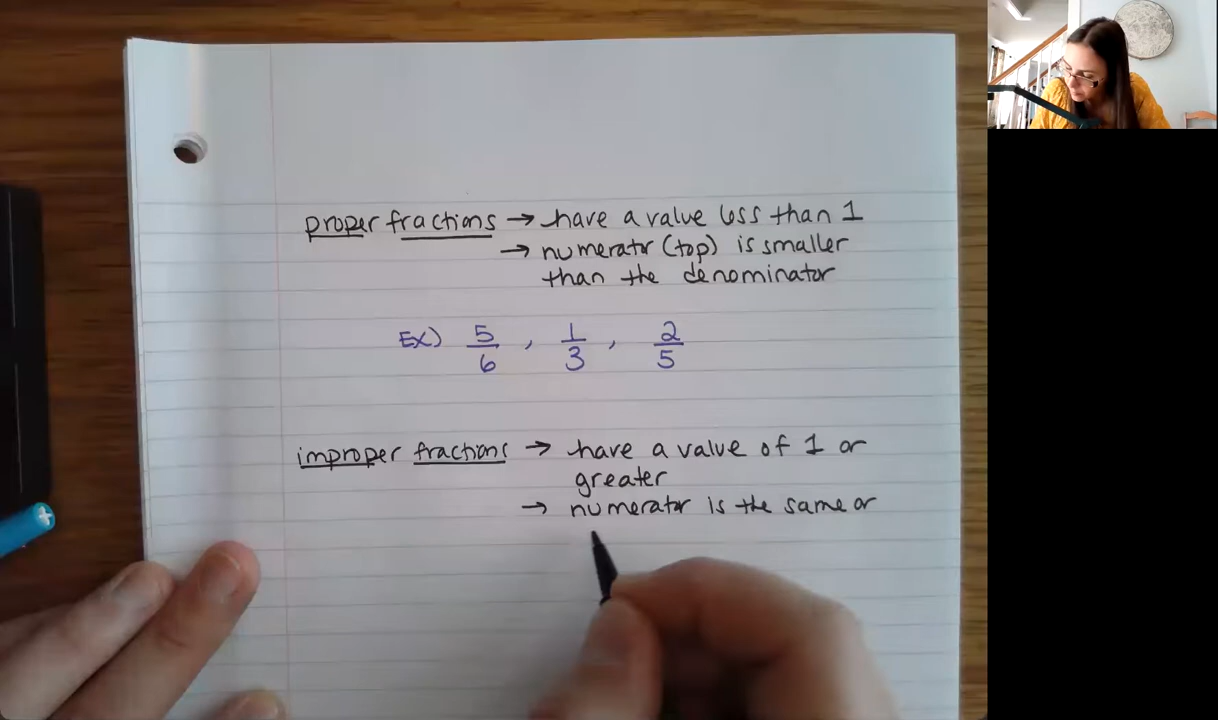 proper fractions → have a value less than 1
→ numerator (top) is smaller
than the denominator
EX) 5/6 , 1/3 , 2/5
improper fractions → have a value of 1 or
greater
→ numerator is the same or